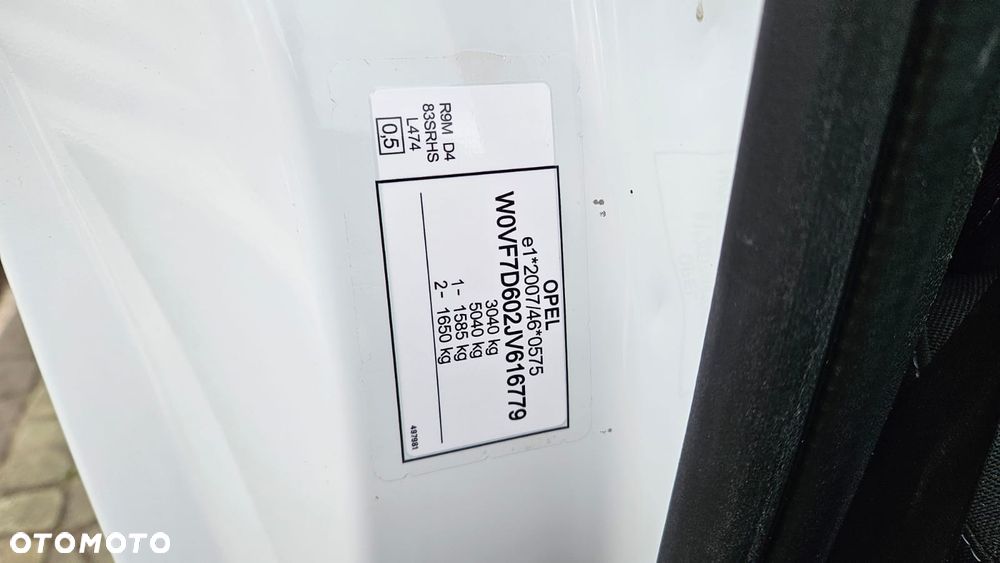 OPEL
e1*2007/46*0575
W0VF7D602JV616779
3040 kg
5040 kg
1- 1585 kg
2- 1650 kg
497981
R9M D4
83SRHS
L474
0,5
OTOMOTO